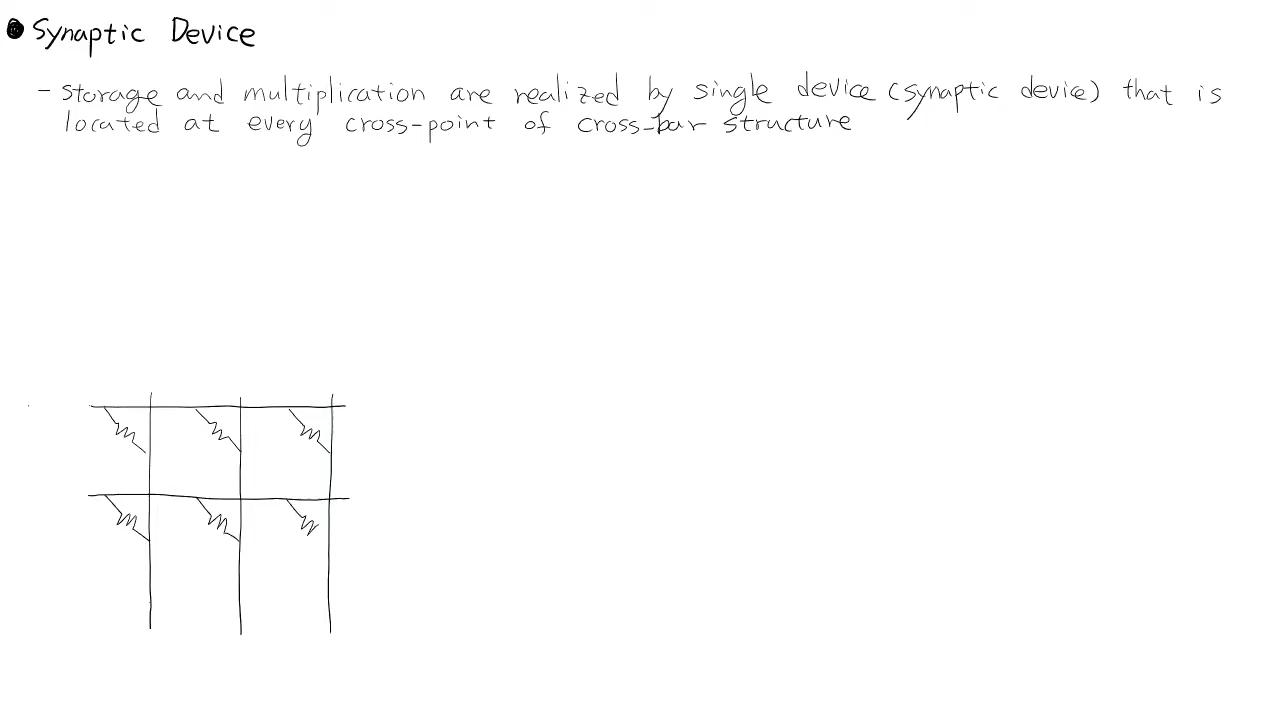 ● Synaptic Device
- storage and multiplication are realized by single device (synaptic device) that is
located at every cross-point of cross-bar structure